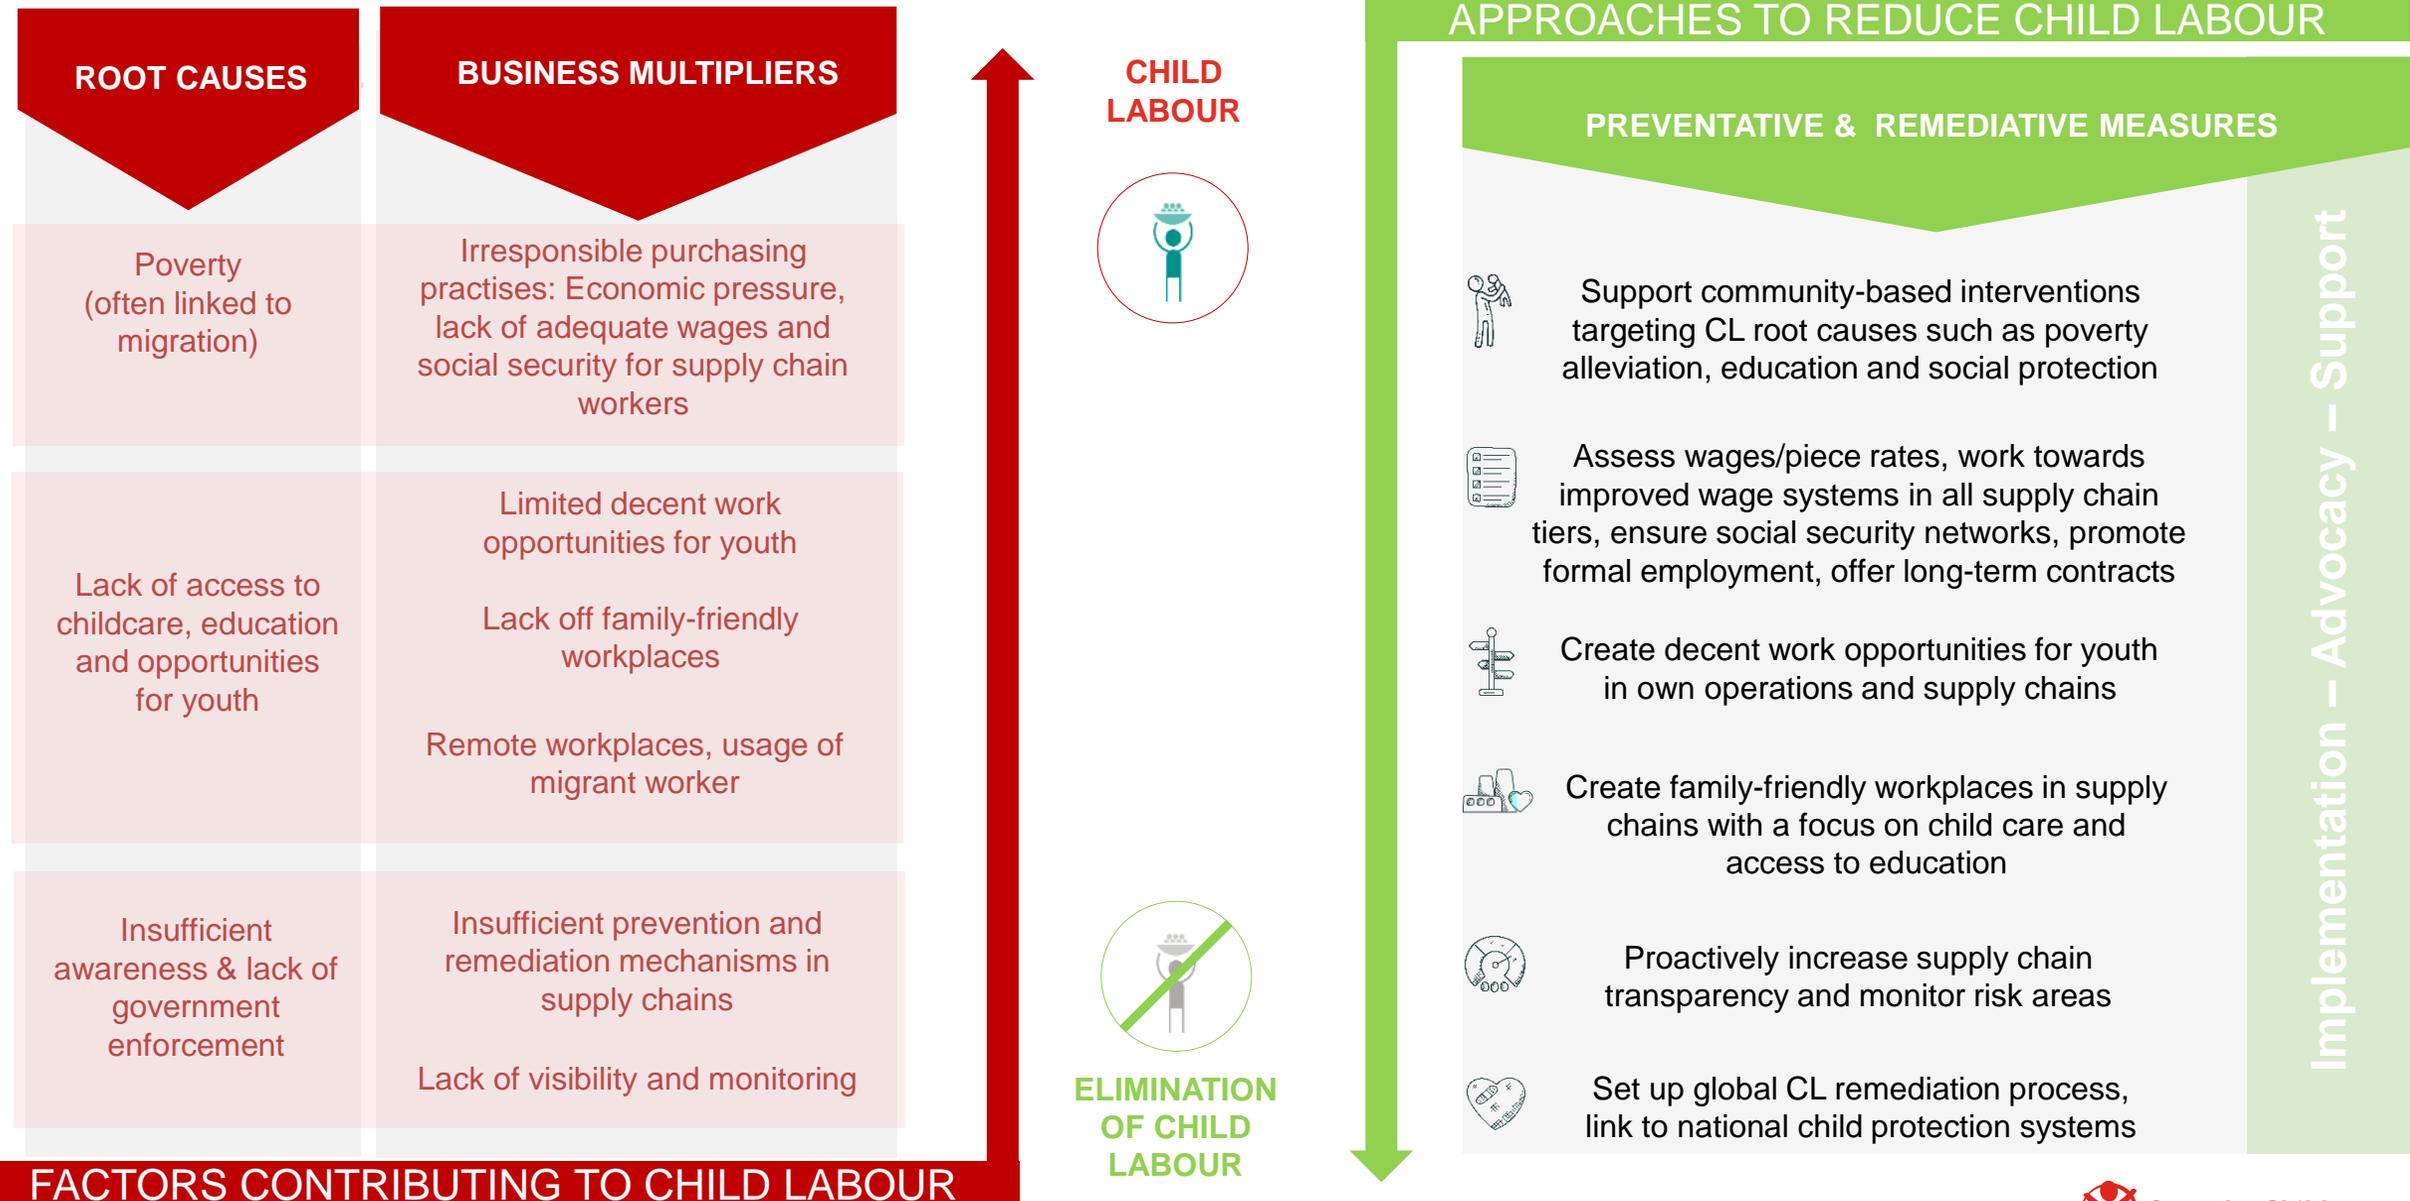 ROOT CAUSES
BUSINESS MULTIPLIERS
Poverty
(often linked to
migration)
Irresponsible purchasing
practises: Economic pressure,
lack of adequate wages and
social security for supply chain
workers
Lack of access to
childcare, education
and opportunities
for youth
Limited decent work
opportunities for youth
Lack off family-friendly
workplaces
Remote workplaces, usage of
migrant worker
Insufficient
awareness & lack of
government
enforcement
Insufficient prevention and
remediation mechanisms in
supply chains
Lack of visibility and monitoring
FACTORS CONTRIBUTING TO CHILD LABOUR
CHILD
LABOUR
ELIMINATION
OF CHILD
LABOUR
APPROACHES TO REDUCE CHILD LABOUR
PREVENTATIVE & REMEDIATIVE MEASURES
Support community-based interventions
targeting CL root causes such as poverty
alleviation, education and social protection
Assess wages/piece rates, work towards
improved wage systems in all supply chain
tiers, ensure social security networks, promote
formal employment, offer long-term contracts
Create decent work opportunities for youth
in own operations and supply chains
Create family-friendly workplaces in supply
chains with a focus on child care and
access to education
Proactively increase supply chain
transparency and monitor risk areas
Set up global CL remediation process,
link to national child protection systems
Implementation – Advocacy – Support